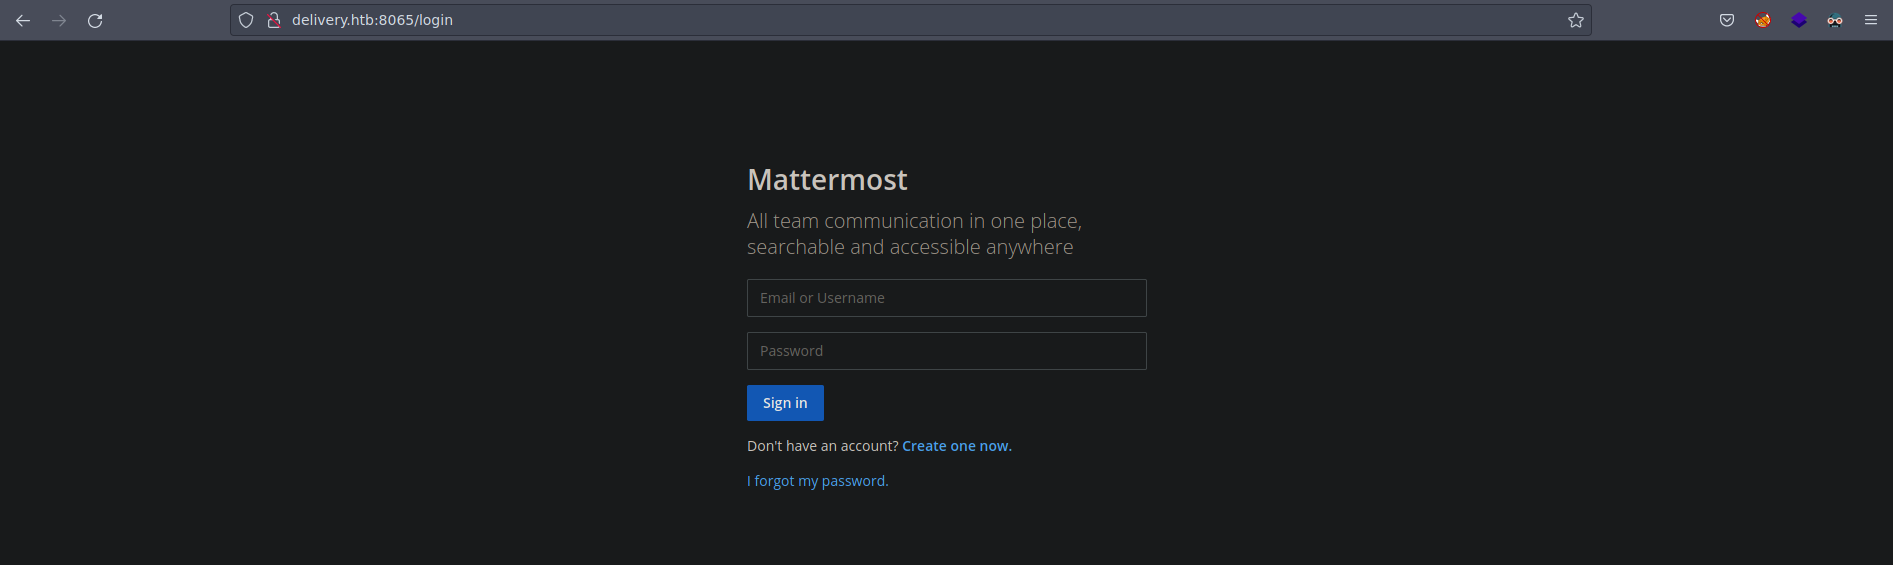 delivery.htb:8065/login
Mattermost
All team communication in one place,
searchable and accessible anywhere
Email or Username
Password
Sign in
Don't have an account? Create one now.
I forgot my password.